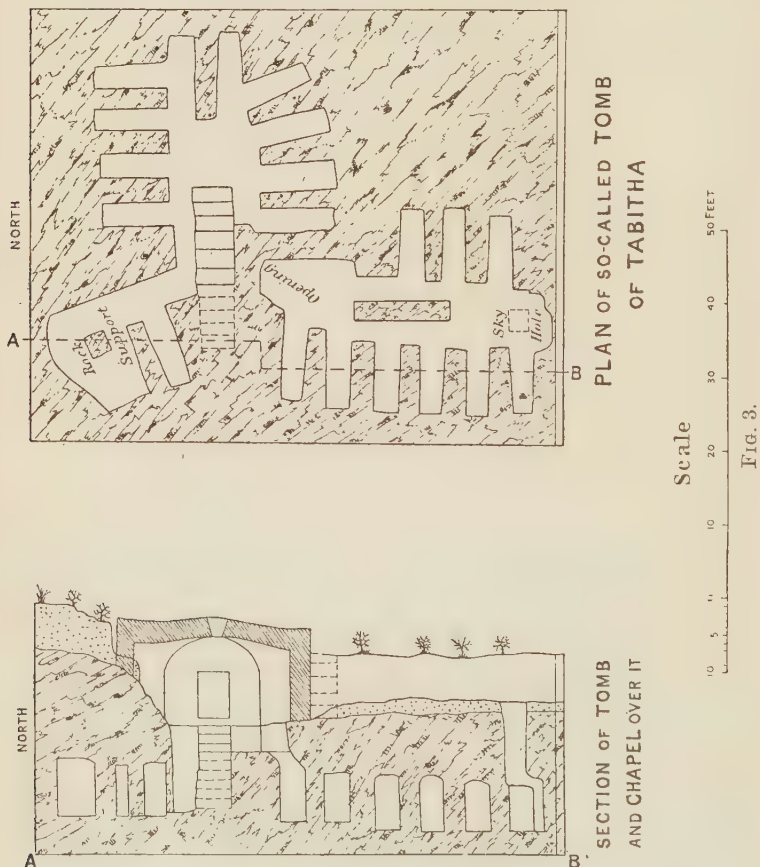 NORTH
A
Rock
Support
Opening
Sky
Hole
B
PLAN OF SO-CALLED TOMB
OF TABITHA
NORTH
A
B
SECTION OF TOMB
AND CHAPEL OVER IT
Scale
10 5 0 10 20 30 40 50 FEET
FIG. 3.